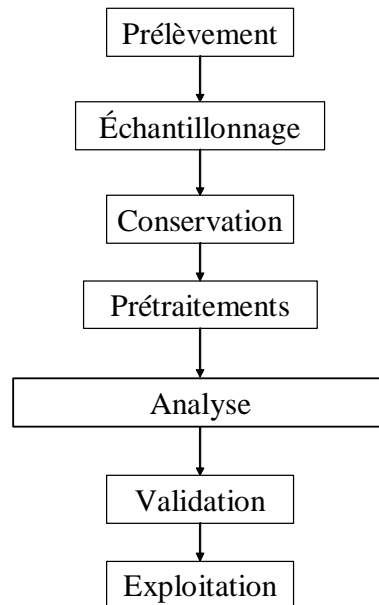 Prélèvement
Échantillonnage
Conservation
Prétraitements
Analyse
Validation
Exploitation